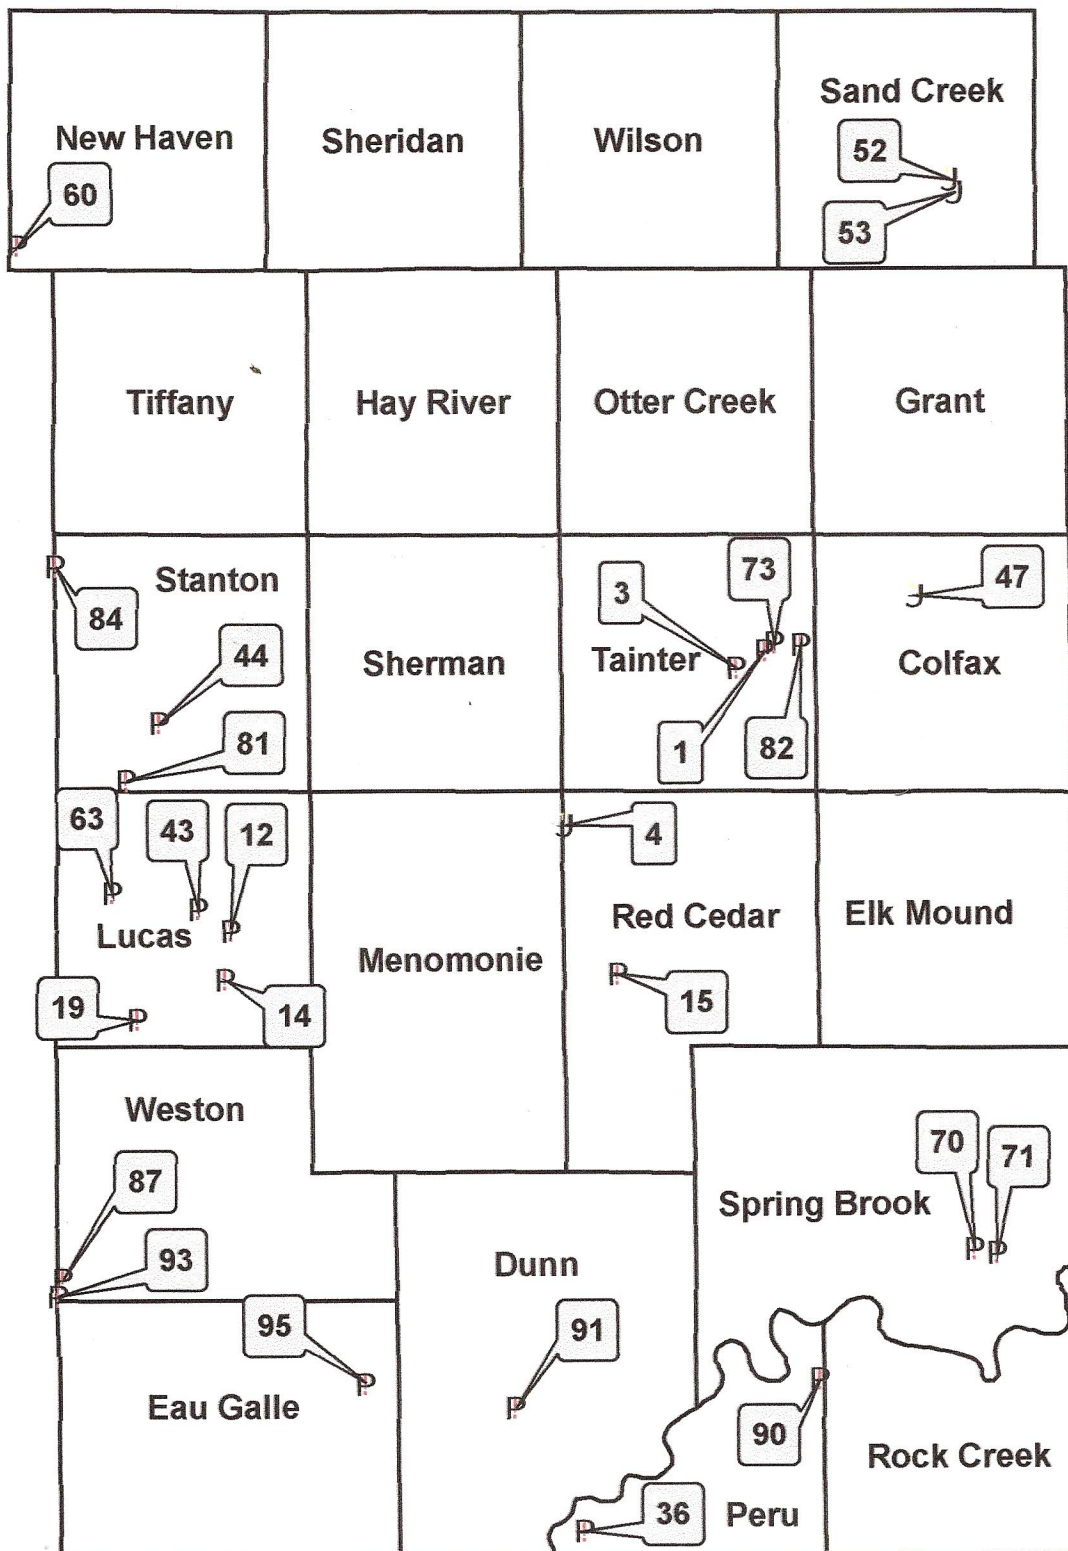 Sand Creek
New Haven
Sheridan
Wilson
52
60
J
J
53
P
Tiffany
Hay River
Otter Creek
Grant
P
Stanton
73
47
3
J
84
44
Sherman
Tainter
P
P
P
P
Colfax
P
81
1
82
P
63
43
12
J
4
P
P
P
Lucas
Red Cedar
Elk Mound
Menomonie
P
P
19
P
14
15
Weston
70
71
87
Spring Brook
P
P
93
Dunn
P
P
95
91
P
P
P
Eau Galle
90
Rock Creek
36
Peru
P